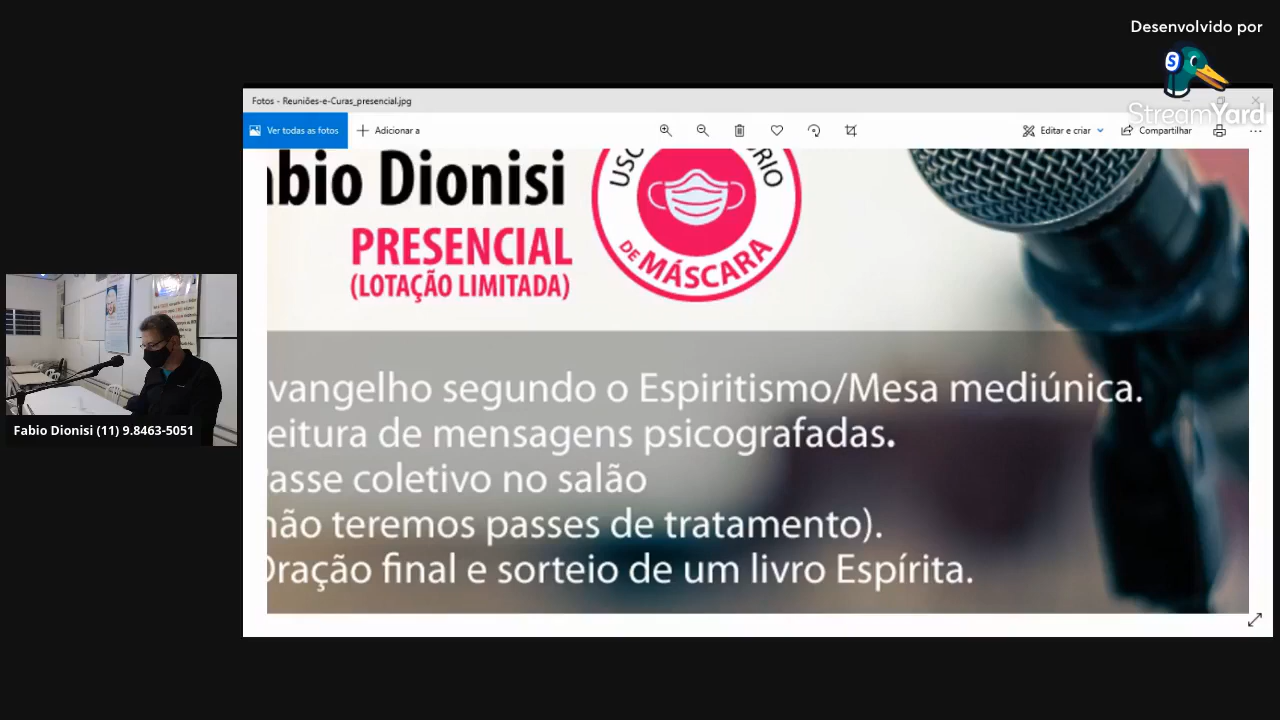 Desenvolvido por
StreamYard
Fotos - Reuniões-e-Curas_presencial.jpg
Ver todas as fotos
Adicionar a
Editar e criar
Compartilhar
bio Dionisi
PRESENCIAL
(LOTAÇÃO LIMITADA)
DE MÁSCARA
vangelho segundo o Espiritismo/Mesa mediúnica.
eitura de mensagens psicografadas.
asse coletivo no salão
não teremos passes de tratamento).
Oração final e sorteio de um livro Espírita.
Fabio Dionisi (11) 9.8463-5051